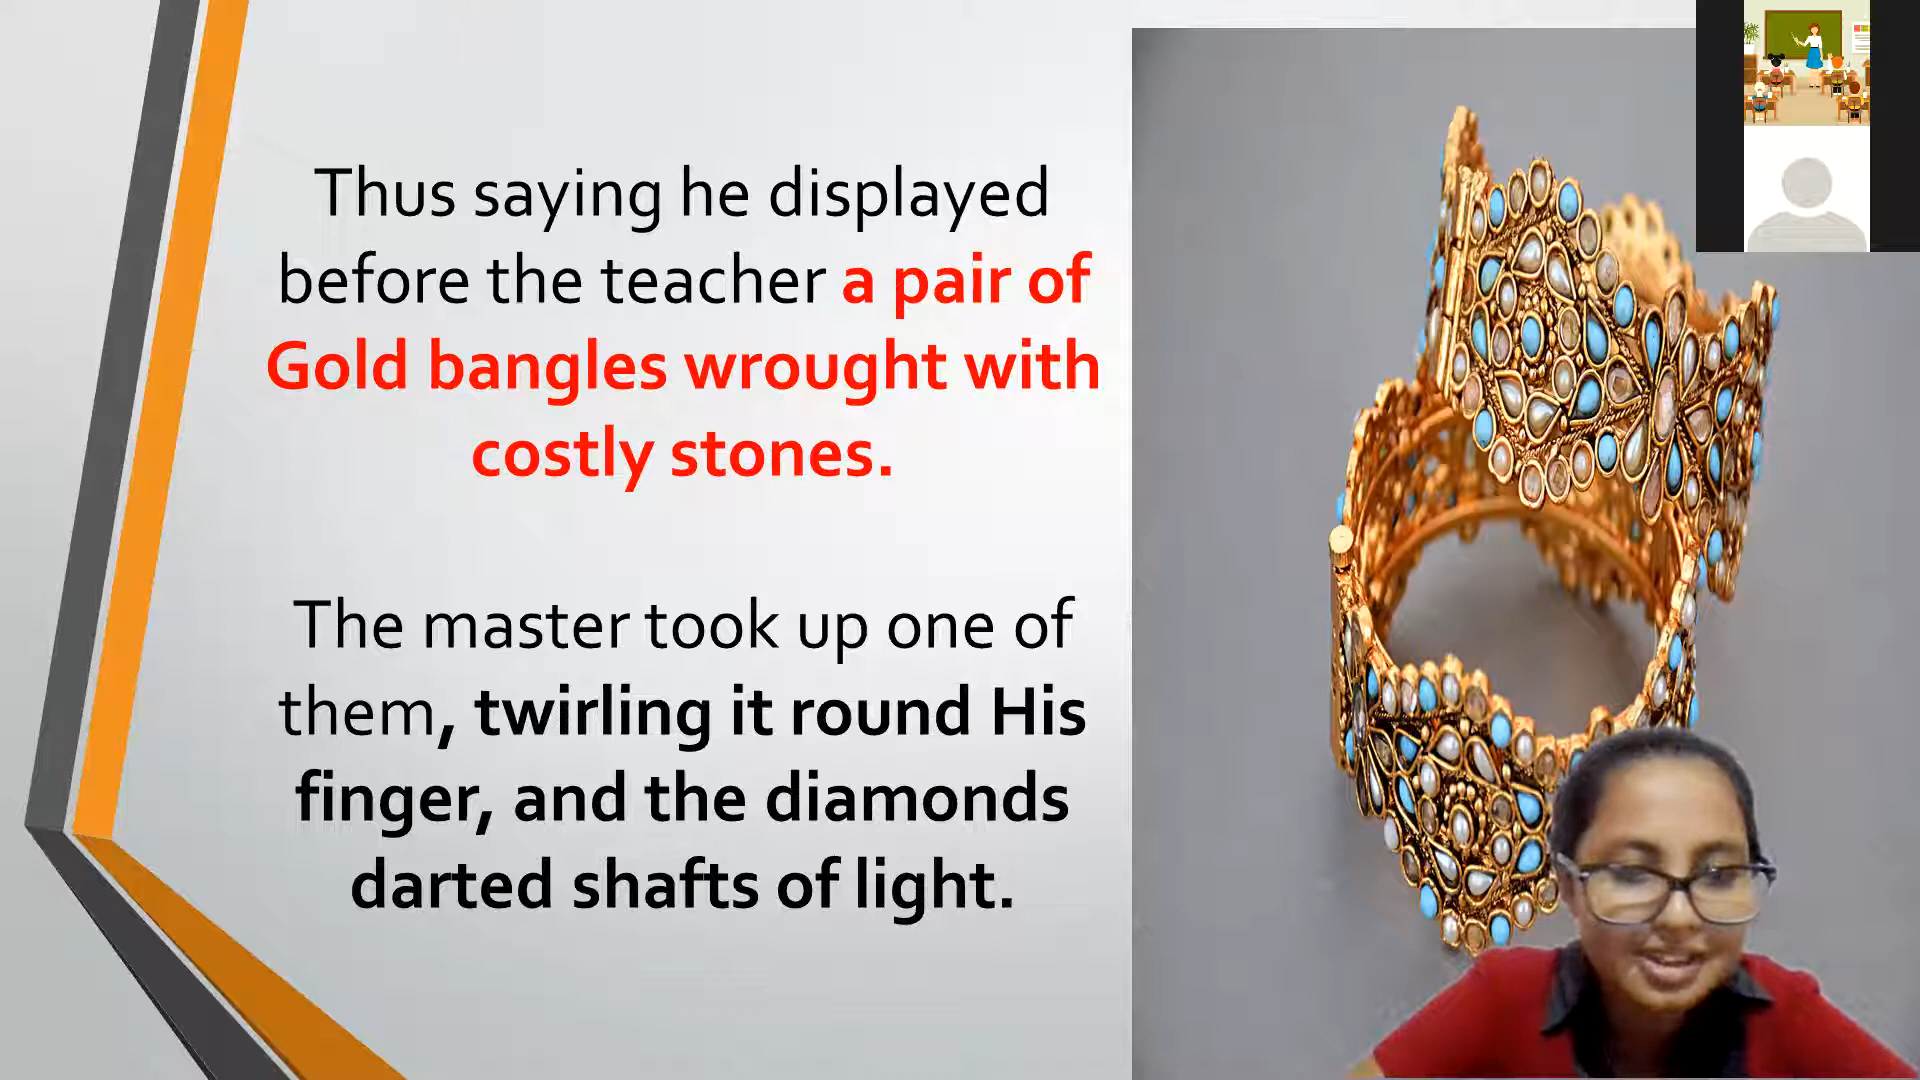 Thus saying he displayed
before the teacher a pair of
Gold bangles wrought with
costly stones.
The master took up one of
them, twirling it round His
finger, and the diamonds
darted shafts of light.